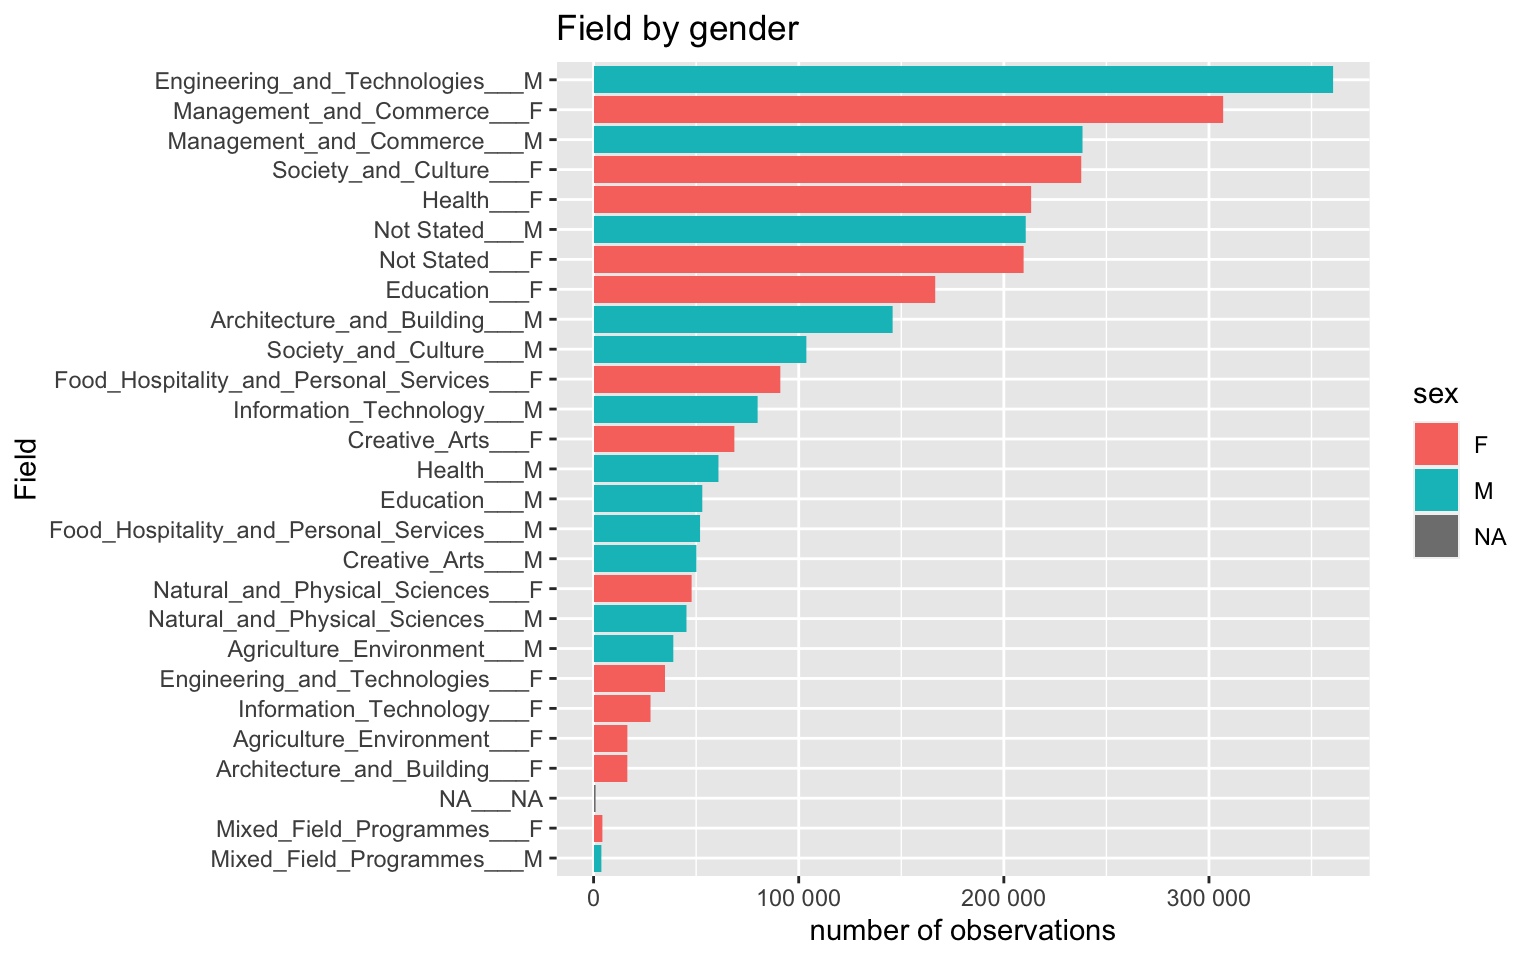 Field by gender
Engineering_and_Technologies___M
Management_and_Commerce___F
Management_and_Commerce___M
Society_and_Culture___F
Health___F
Not Stated___M
Not Stated___F
Education___F
Architecture_and_Building___M
Society_and_Culture___M
Food_Hospitality_and_Personal_Services___F
Information_Technology___M
Creative_Arts___F
Health___M
Education___M
Food_Hospitality_and_Personal_Services___M
Creative_Arts___M
Natural_and_Physical_Sciences___F
Natural_and_Physical_Sciences___M
Agriculture_Environment___M
Engineering_and_Technologies___F
Information_Technology___F
Agriculture_Environment___F
Architecture_and_Building___F
NA___NA
Mixed_Field_Programmes___F
Mixed_Field_Programmes___M
Field
0 100 000 200 000 300 000
number of observations
sex
F
M
NA